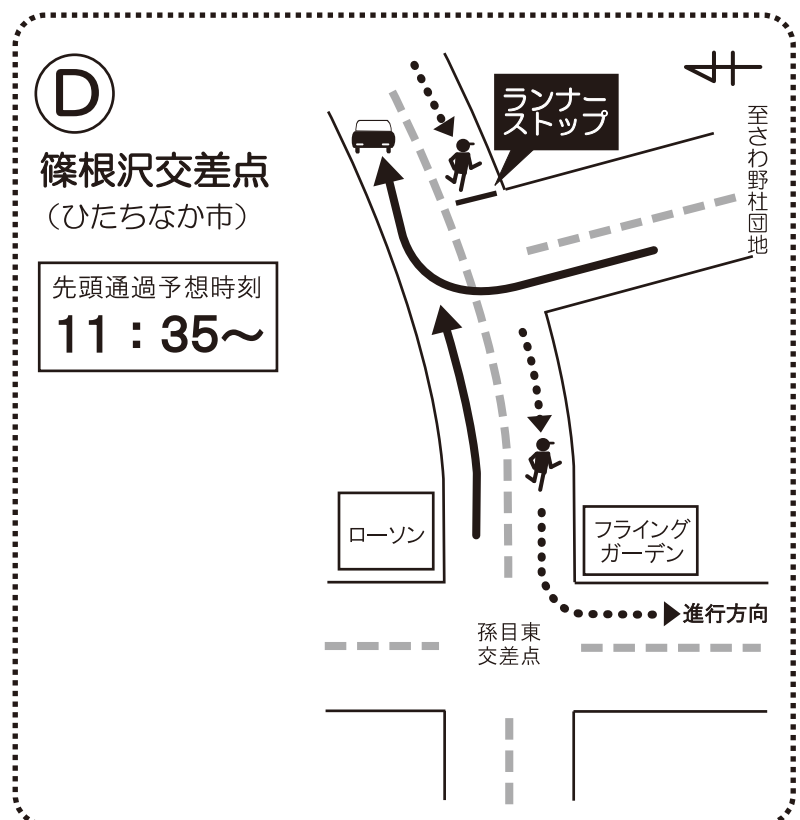 D
篠根沢交差点
（ひたちなか市）
先頭通過予想時刻
11：35～
ランナー
ストップ
至さわ野杜団地
ローソン
フライング
ガーデン
進行方向
孫目東
交差点